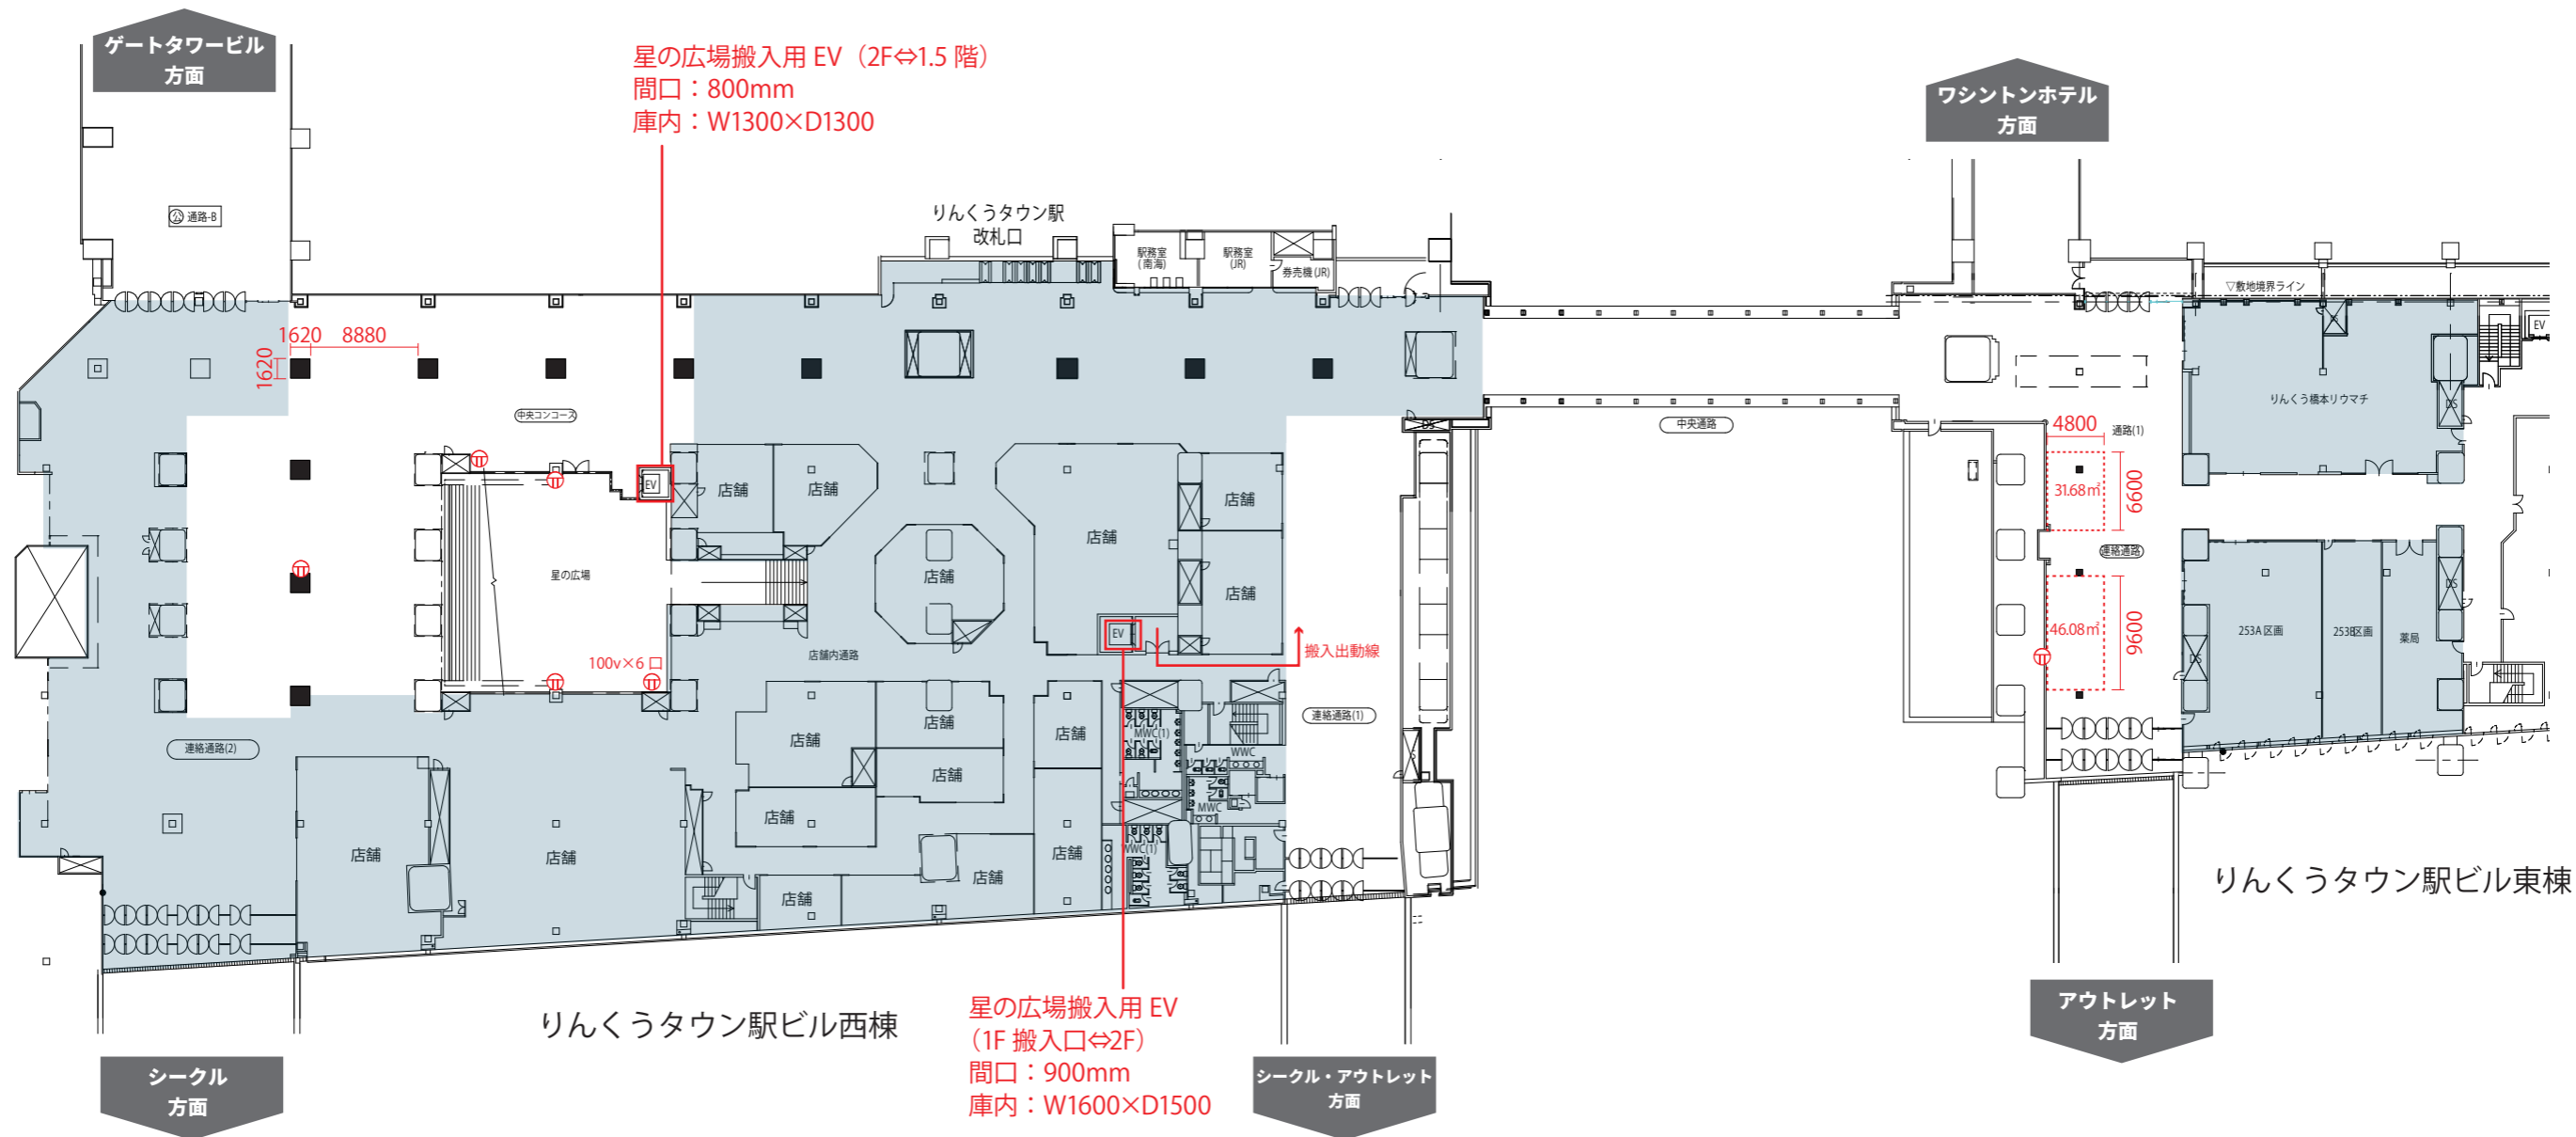 ゲートタワービル
方面
星の広場搬入用 EV（2F⇔1.5 階）
間口：800mm
庫内：W1300×D1300
ワシントンホテル
方面
公 通路-B
りんくうタウン駅
改札口
駅務室
(南海)
駅務室
(JR)
券売機(JR)
▽敷地境界ライン
EV
1620 8880
1620
中央コンコース
DS
中央通路
4800
通路(1)
DS
りんくう橋本リウマチ
DS
EV
店舗
店舗
店舗
店舗
31.68㎡
6600
連絡通路
星の広場
店舗
店舗
DS
46.08㎡
9600
253A 区画
253B区画
薬局
DS
EV
搬入出動線
店舗内通路
100v×6 口
連絡通路(2)
店舗
店舗
店舗
店舗
MWC(1)
WWC
連絡通路(1)
店舗
MWC
店舗
店舗
店舗
WWC(1)
店舗
店舗
りんくうタウン駅ビル東棟
りんくうタウン駅ビル西棟
星の広場搬入用 EV
（1F 搬入口⇔2F）
間口：900mm
庫内：W1600×D1500
シークル
方面
シークル・アウトレット
方面
アウトレット
方面